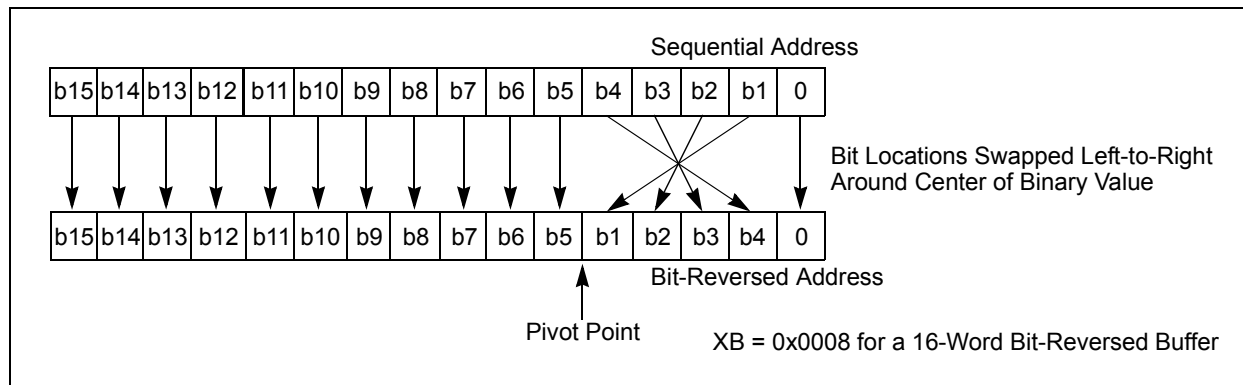 Sequential Address
b15 b14 b13 b12 b11 b10 b9 b8 b7 b6 b5 b4 b3 b2 b1 0
Bit Locations Swapped Left-to-Right
Around Center of Binary Value
b15 b14 b13 b12 b11 b10 b9 b8 b7 b6 b5 b1 b2 b3 b4 0
Bit-Reversed Address
Pivot Point
XB = 0x0008 for a 16-Word Bit-Reversed Buffer